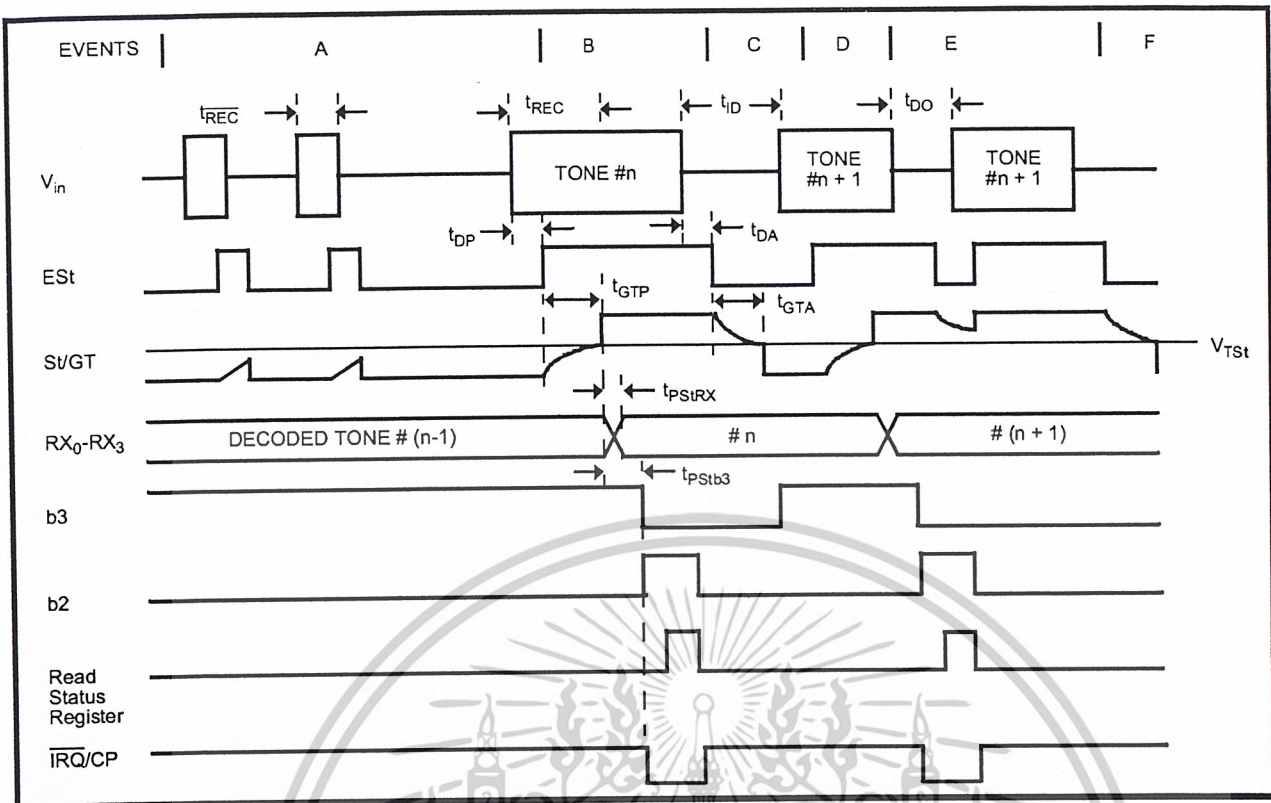 EVENTS A B C D E F
tREC tREC tID tDO
Vin TONE #n TONE #n + 1 TONE #n + 1
tDP tDA
ESt
tGTP tGTA
St/GT VTSt
tPStRX
RX0-RX3 DECODED TONE # (n-1) # n # (n + 1)
tPStb3
b3
b2
Read
Status
Register
IRQ/CP